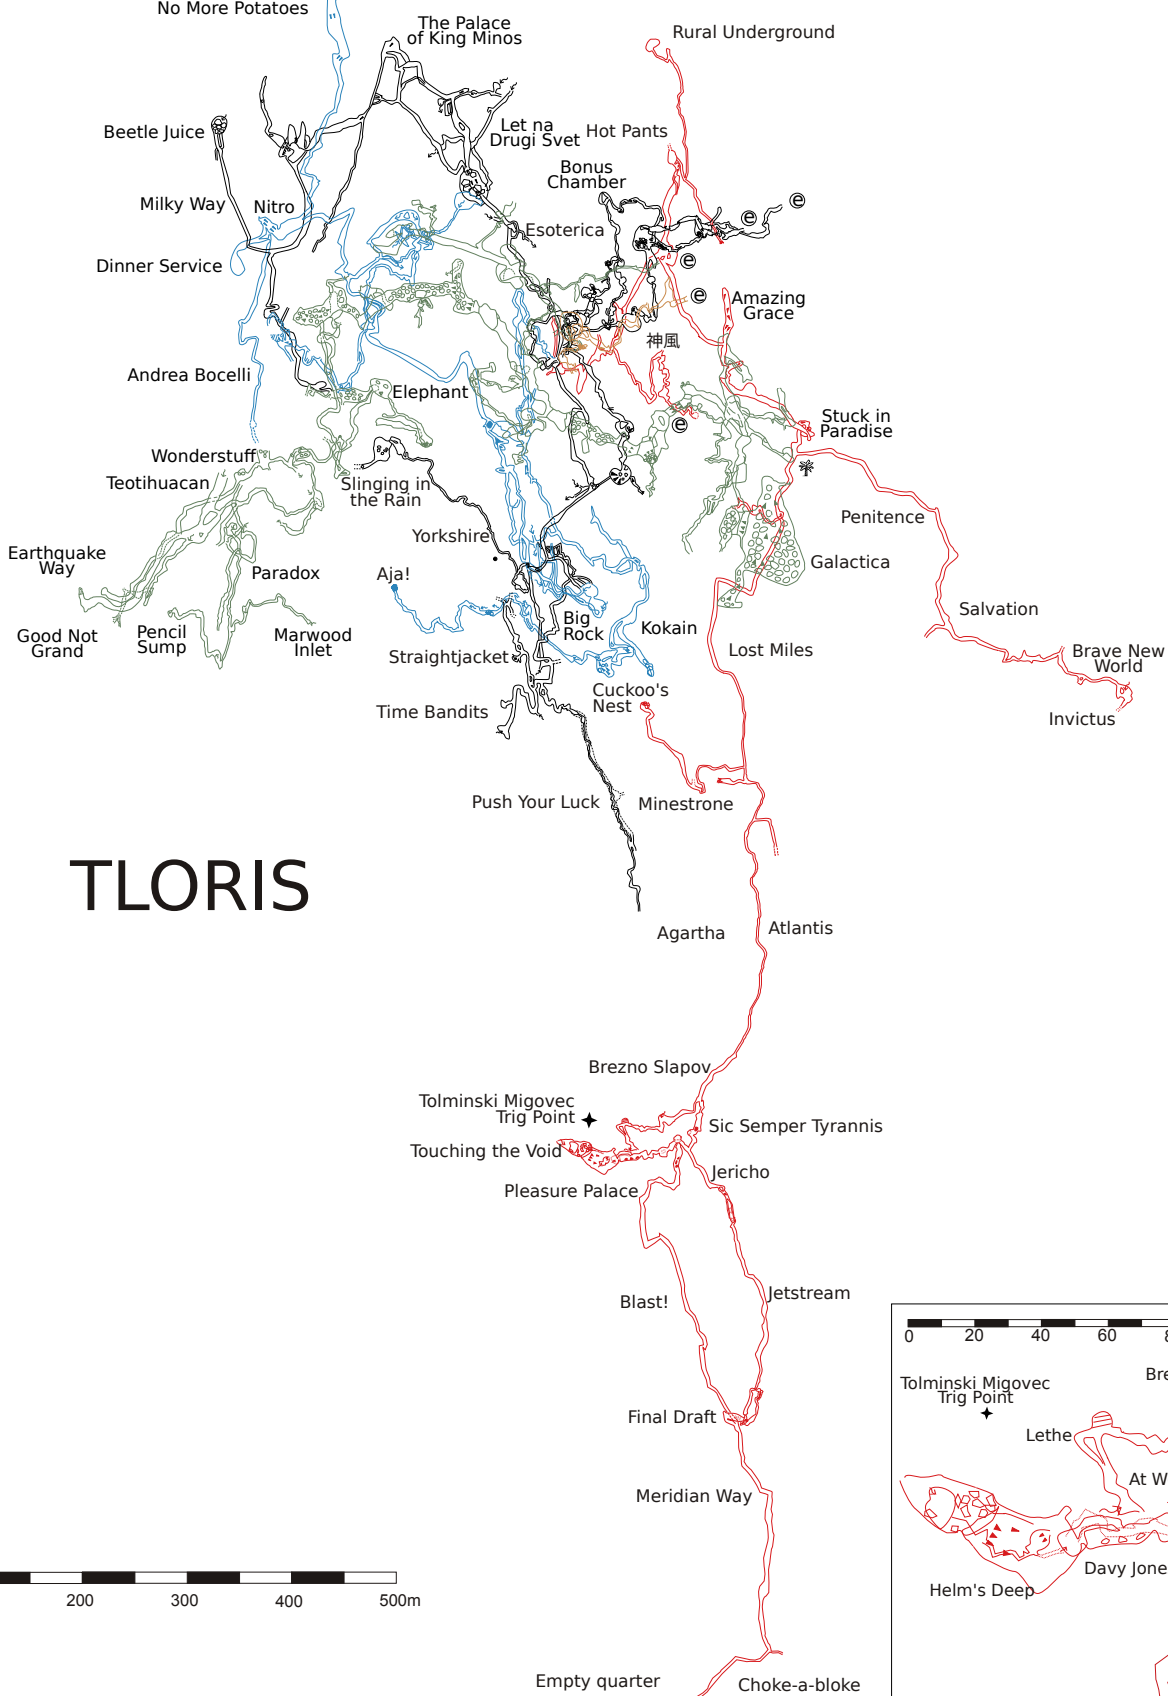 No More Potatoes
The Palace
of King Minos
Rural Underground
Beetle Juice
Let na
Drugi Svet
Hot Pants
Bonus
Chamber
Milky Way
Nitro
e
e
Esoterica
Dinner Service
e
e
Amazing
Grace
神風
Andrea Bocelli
Elephant
Stuck in
Paradise
e
Wonderstuff
Teotihuacan
Slinging in
the Rain
Penitence
Yorkshire
Earthquake
Way
Paradox
Aja!
Galactica
Good Not
Grand
Pencil
Sump
Marwood
Inlet
Big
Rock
Kokain
Salvation
Straightjacket
Lost Miles
Brave New
World
Cuckoo's
Nest
Time Bandits
Invictus
Push Your Luck
Minestrone
TLORIS
Agartha
Atlantis
Brezno Slapov
Tolminski Migovec
Trig Point
Sic Semper Tyrannis
Touching the Void
Jericho
Pleasure Palace
Blast!
Jetstream
0 20 40 60
Tolminski Migovec
Trig Point
Bre
Final Draft
Lethe
At W
Meridian Way
Davy Jone
Helm's Deep
200 300 400 500m
Empty quarter
Choke-a-bloke